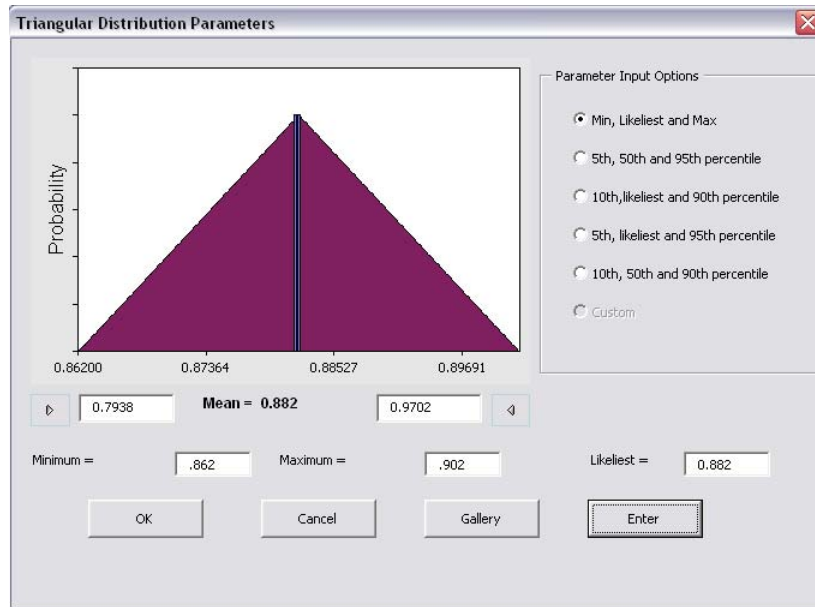 Triangular Distribution Parameters
Probability
0.86200 0.87364 0.88527 0.89691
0.7938 Mean = 0.882 0.9702
Parameter Input Options
Min, Likeliest and Max
5th, 50th and 95th percentile
10th,likeliest and 90th percentile
5th, likeliest and 95th percentile
10th, 50th and 90th percentile
Custom
Minimum = .862 Maximum = .902 Likeliest = 0.882
OK Cancel Gallery Enter